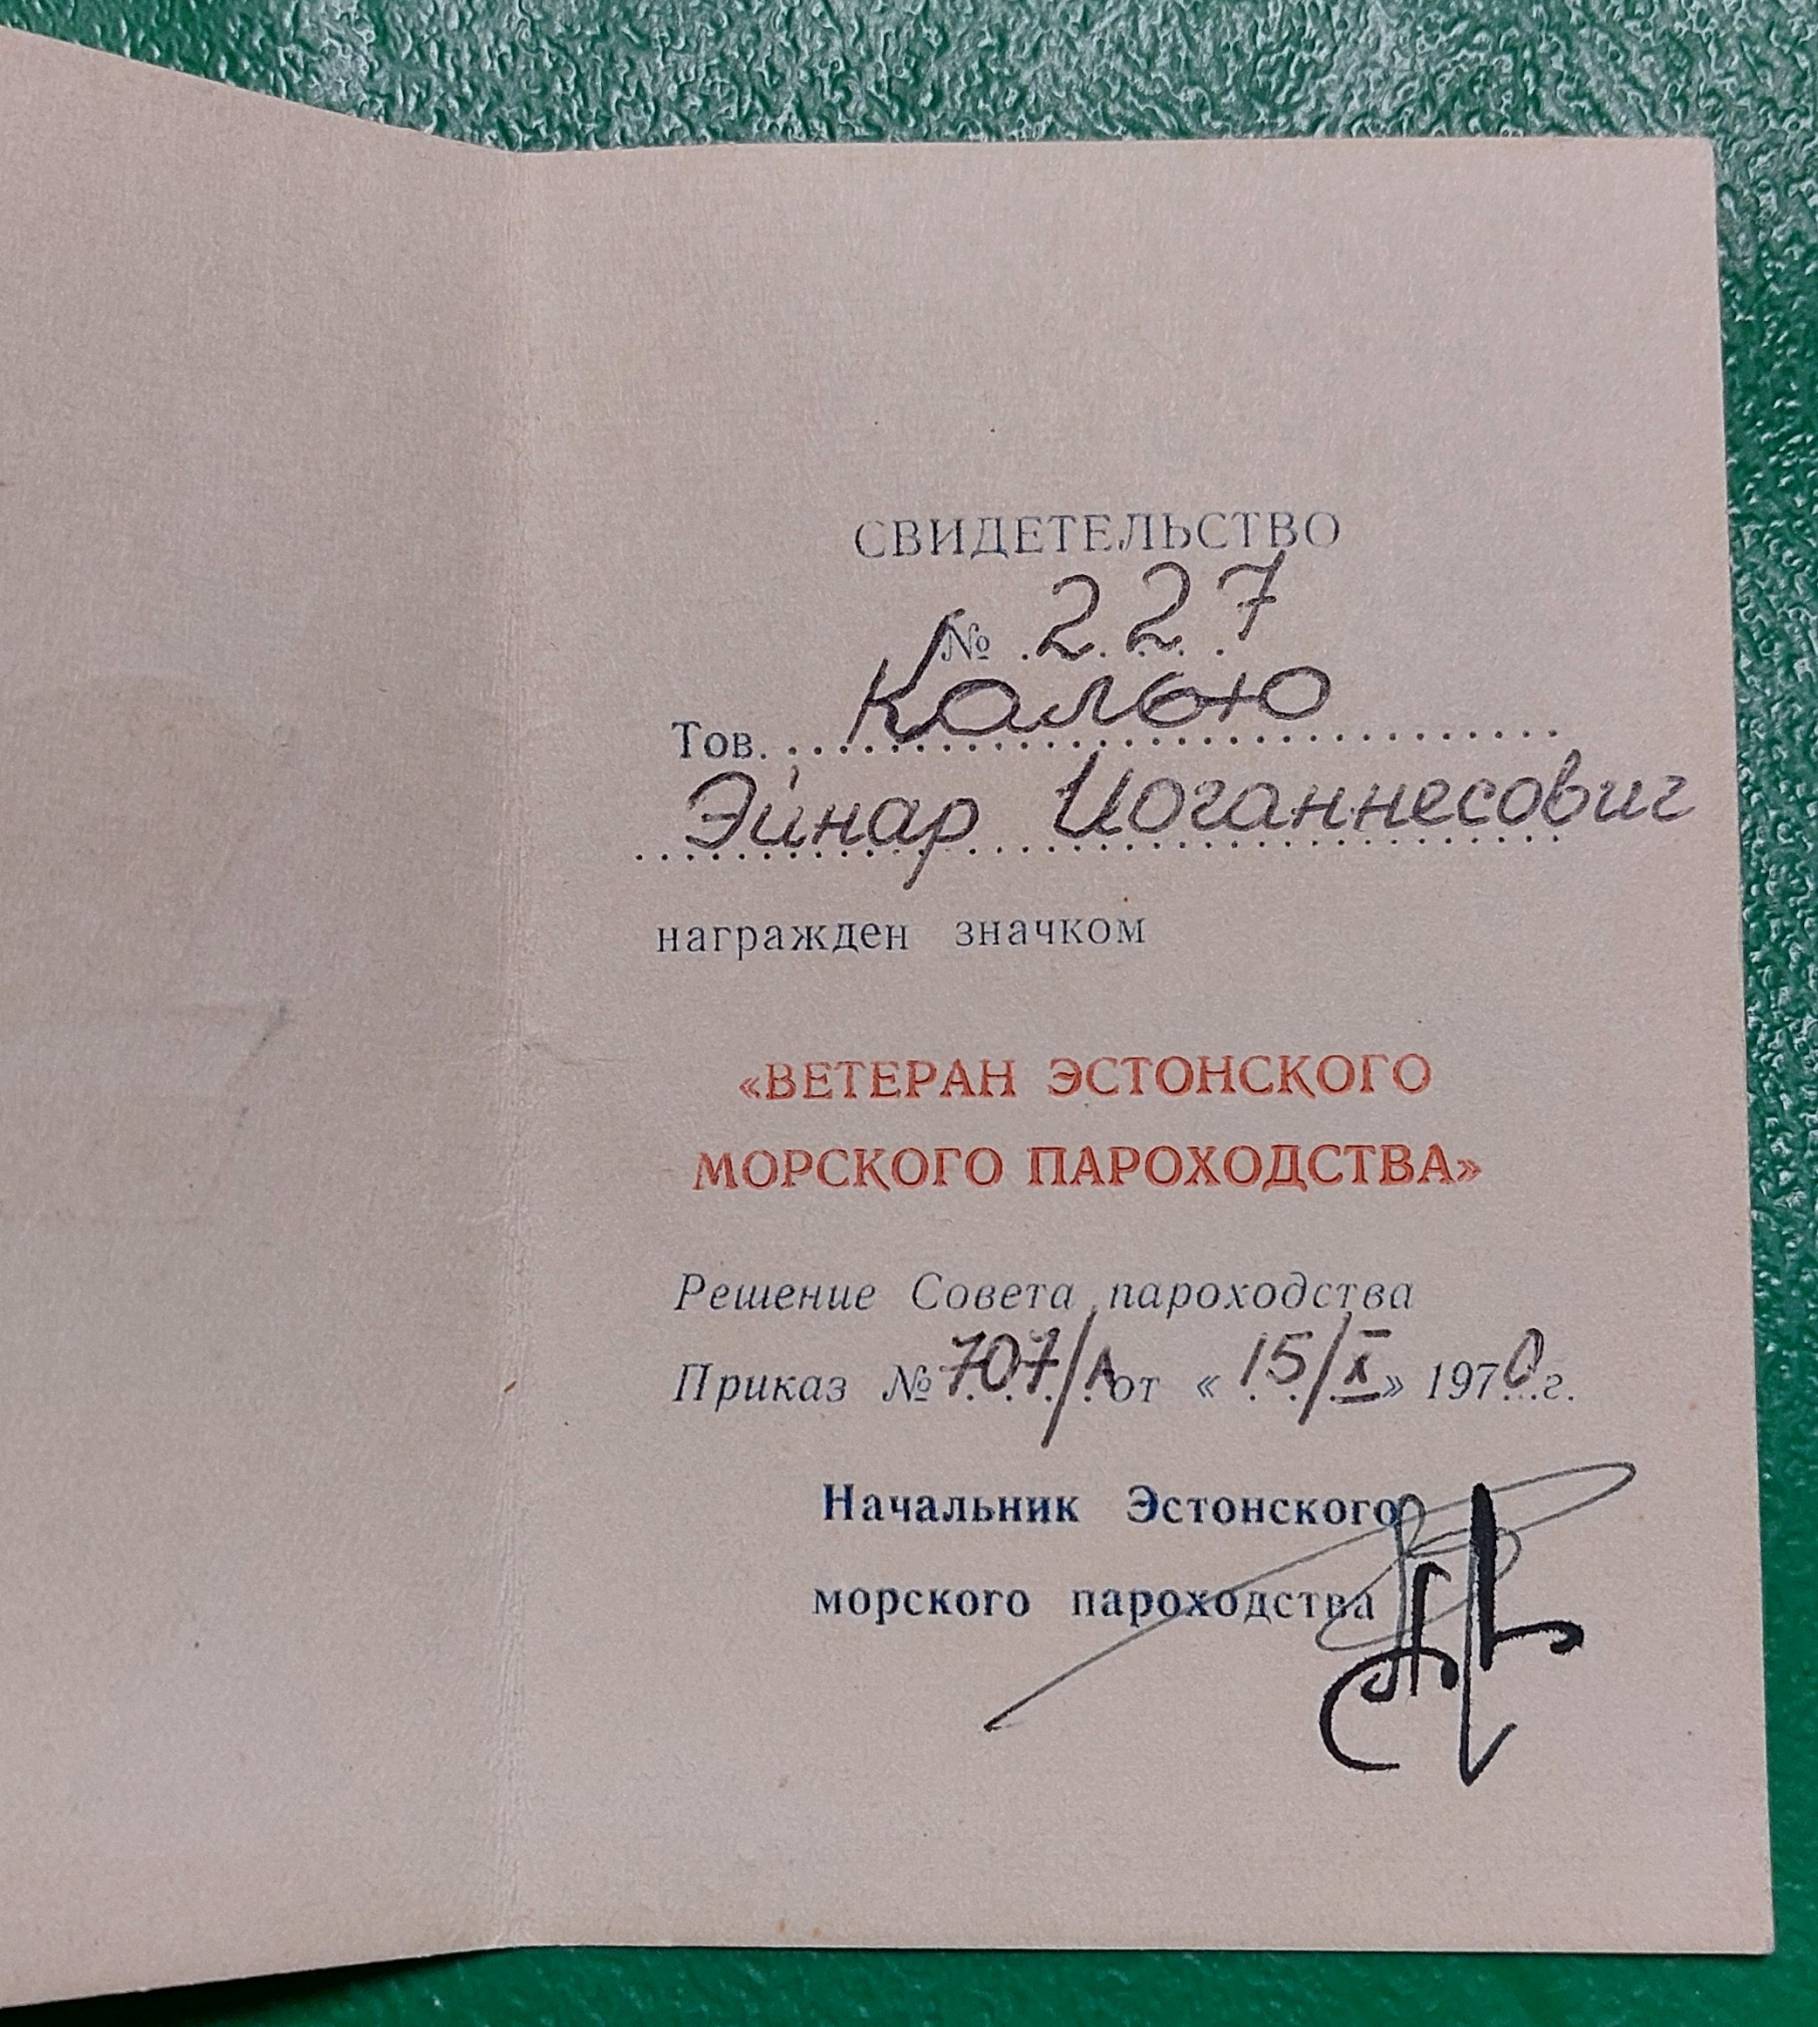 СВИДЕТЕЛЬСТВО
№ 227
Тов. Калью
Эйнар Иоганнесович
награжден значком
«ВЕТЕРАН ЭСТОНСКОГО
МОРСКОГО ПАРОХОДСТВА»
Решение Совета пароходства
Приказ № 707/л от «15/X» 1970 г.
Начальник Эстонского
морского пароходства